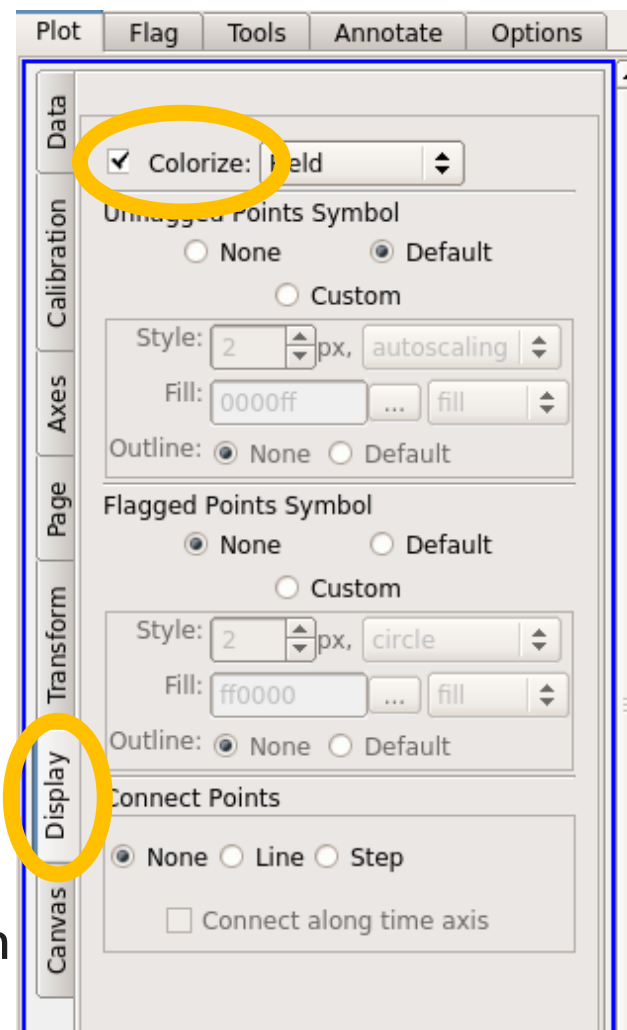 Plot Flag Tools Annotate Options
Data
Calibration
Axes
Page
Transform
Display
Canvas
Colorize: Field
Unflagged Points Symbol
None Default
Custom
Style: 2 px, autoscaling
Fill: 0000ff ... fill
Outline: None Default
Flagged Points Symbol
None Default
Custom
Style: 2 px, circle
Fill: ff0000 ... fill
Outline: None Default
Connect Points
None Line Step
Connect along time axis